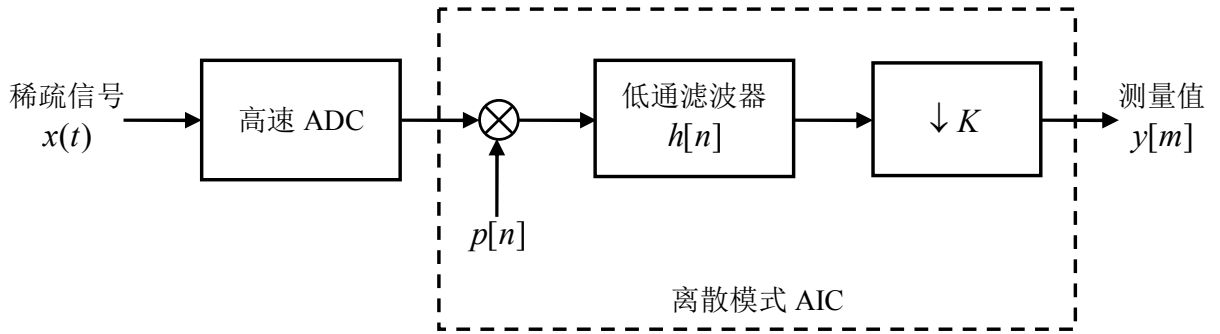 稀疏信号
x(t)
高速 ADC
p[n]
低通滤波器
h[n]
↓ K
测量值
y[m]
离散模式 AIC